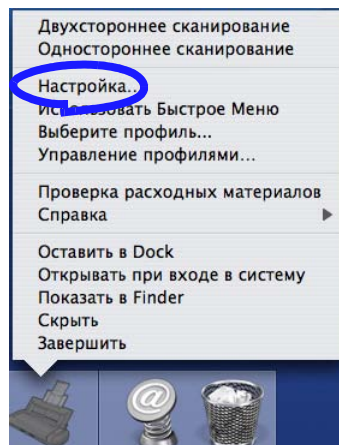 Двухстороннее сканирование
Одностороннее сканирование
Настройка...
Использовать Быстрое Меню
Выберите профиль...
Управление профилями...
Проверка расходных материалов
Справка
Оставить в Dock
Открывать при входе в систему
Показать в Finder
Скрыть
Завершить
@